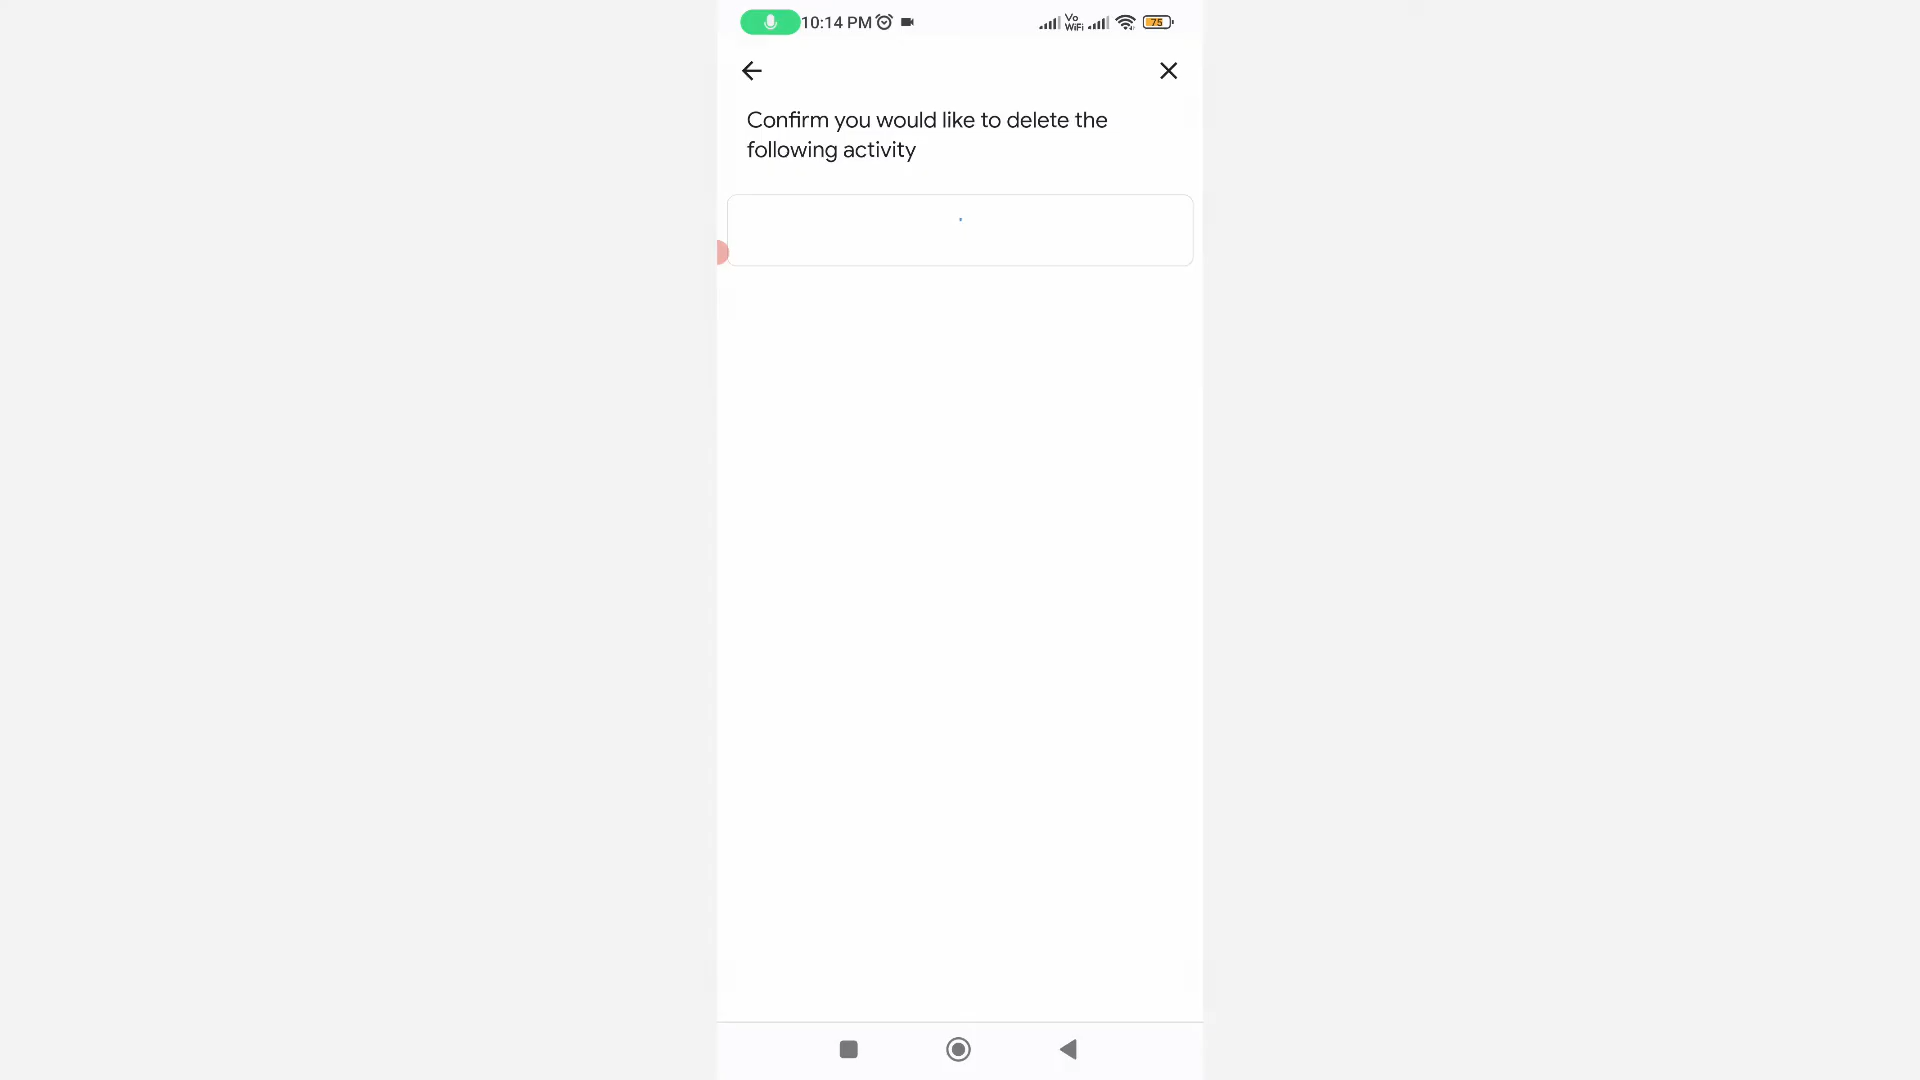 10:14 PM
Vo
WiFi
75
Confirm you would like to delete the
following activity